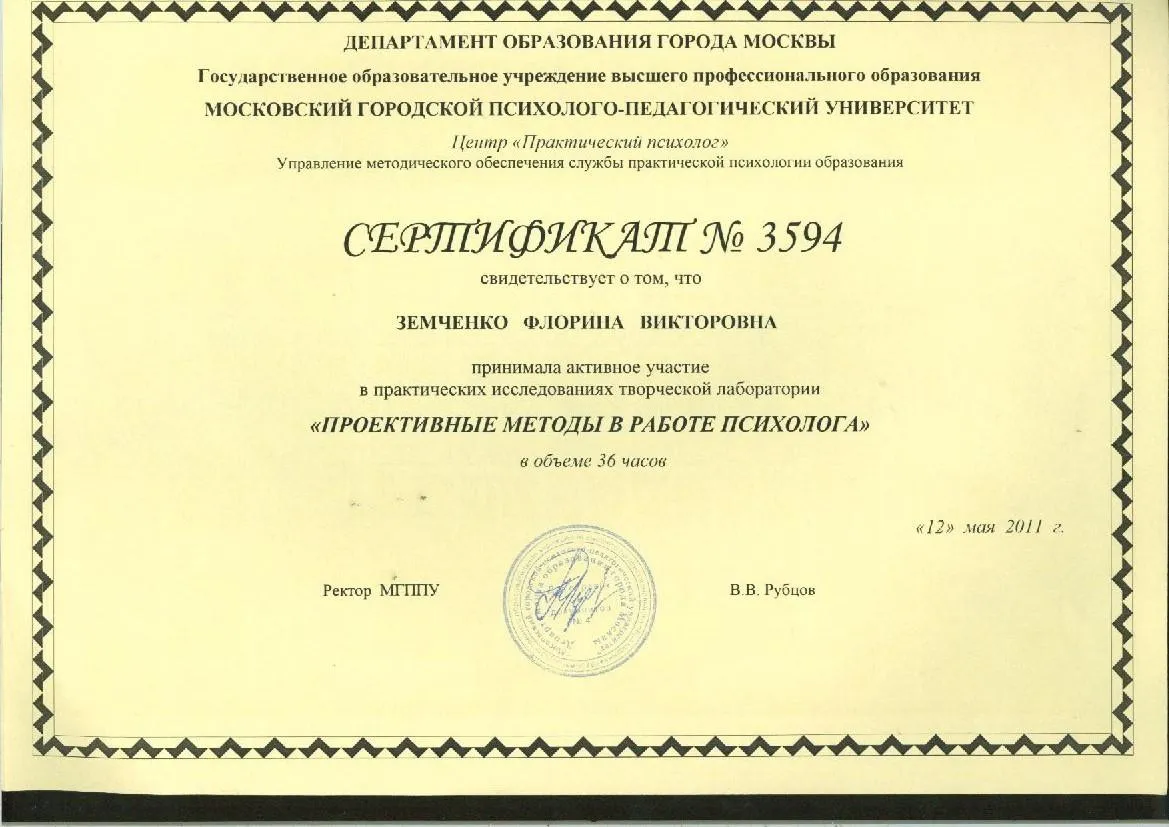 ДЕПАРТАМЕНТ ОБРАЗОВАНИЯ ГОРОДА МОСКВЫ
Государственное образовательное учреждение высшего профессионального образования
МОСКОВСКИЙ ГОРОДСКОЙ ПСИХОЛОГО-ПЕДАГОГИЧЕСКИЙ УНИВЕРСИТЕТ
Центр «Практический психолог»
Управление методического обеспечения службы практической психологии образования
СЕРТИФИКАТ № 3594
свидетельствует о том, что
ЗЕМЧЕНКО ФЛОРИНА ВИКТОРОВНА
принимала активное участие
в практических исследованиях творческой лаборатории
«ПРОЕКТИВНЫЕ МЕТОДЫ В РАБОТЕ ПСИХОЛОГА»
в объеме 36 часов
«12» мая 2011 г.
Ректор МГППУ
В.В. Рубцов